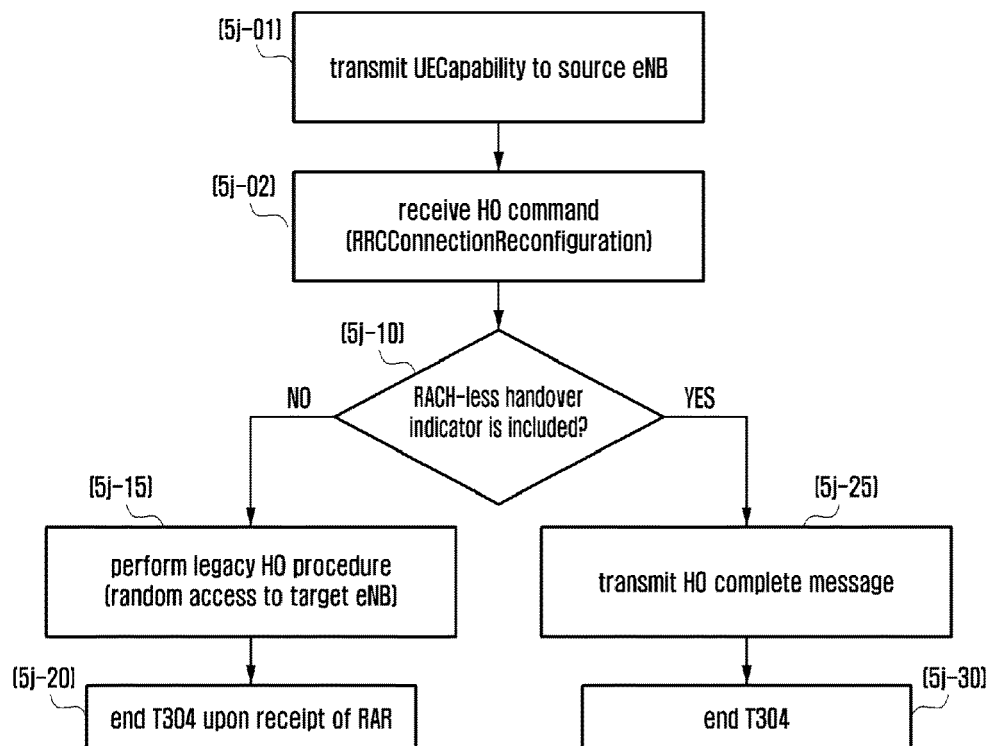 [5j-01]
transmit UECapability to source eNB
[5j-02]
receive HO command
(RRCConnectionReconfiguration)
[5j-10]
RACH-less handover
indicator is included?
NO
YES
[5j-15]
perform legacy HO procedure
(random access to target eNB)
[5j-25]
transmit HO complete message
[5j-20]
end T304 upon receipt of RAR
[5j-30]
end T304